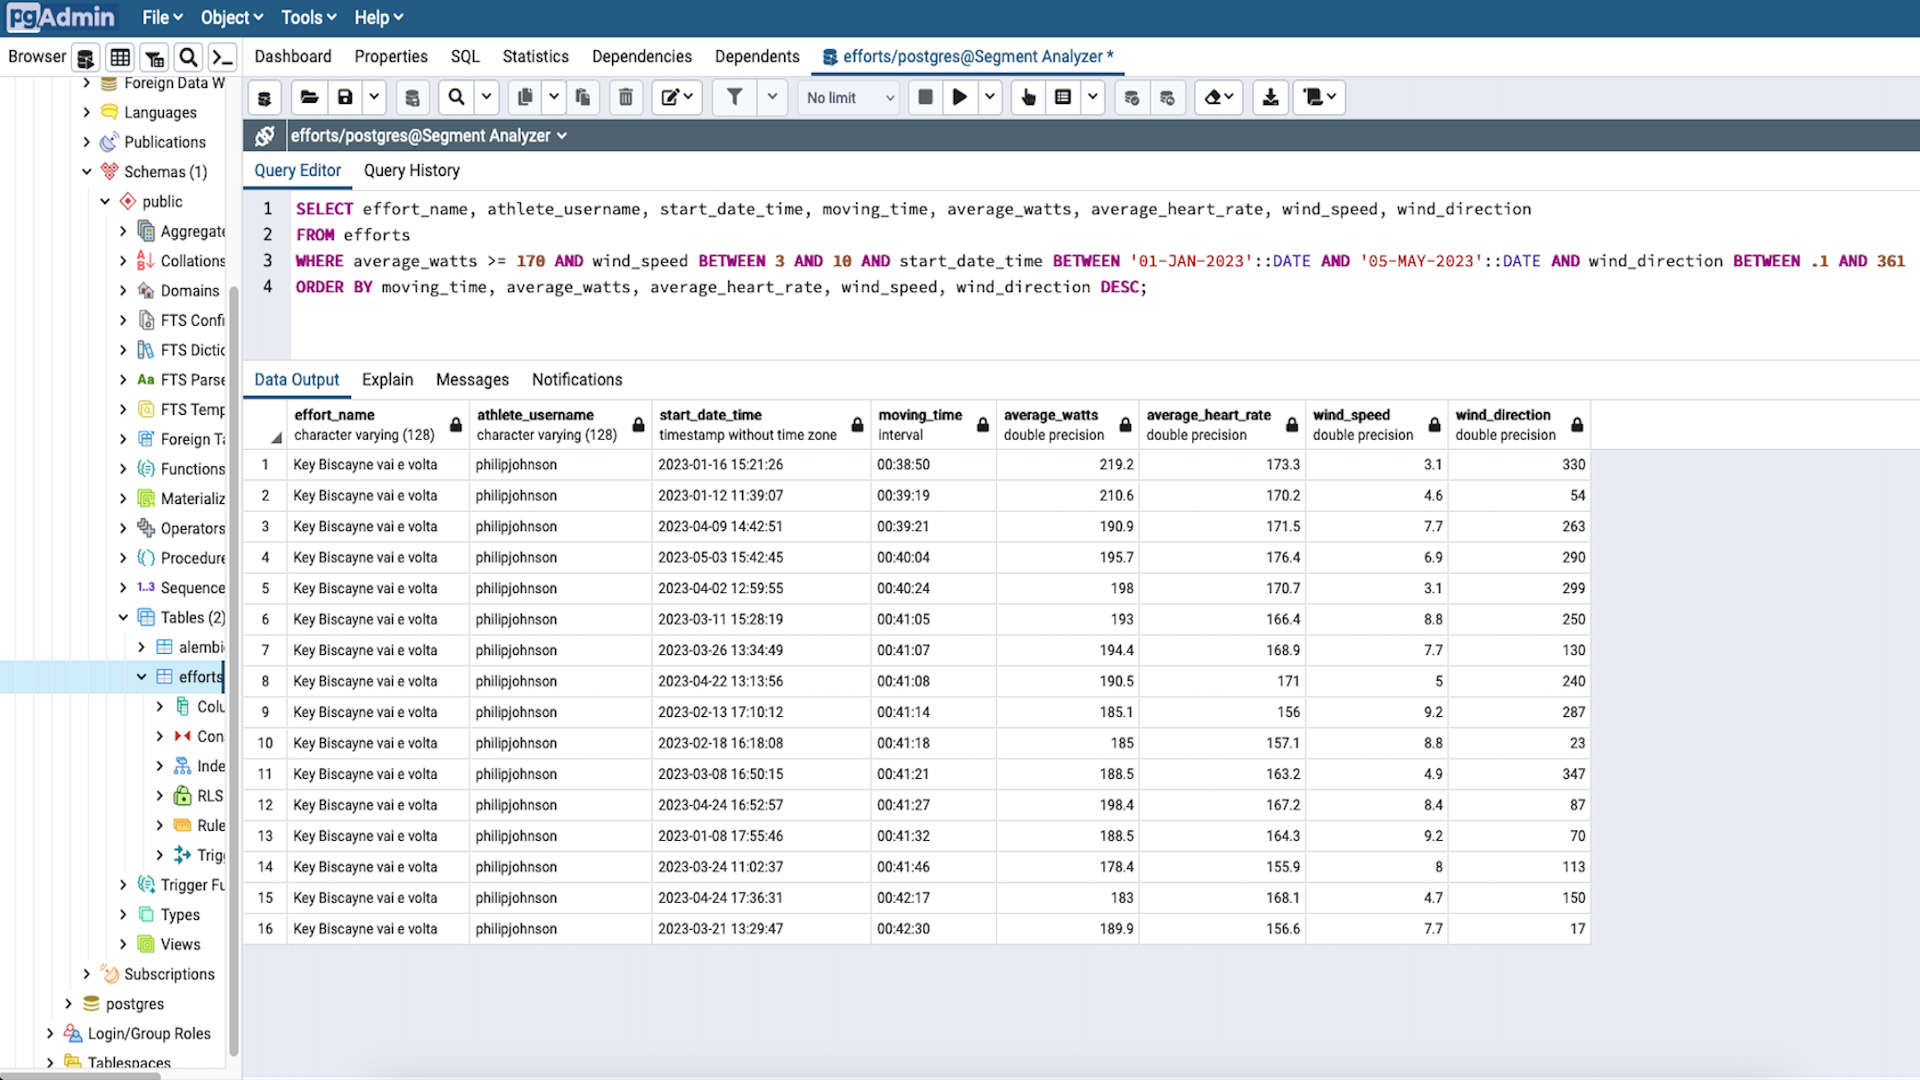 pgAdmin File Object Tools Help
Browser Dashboard Properties SQL Statistics Dependencies Dependents efforts/postgres@Segment Analyzer *
No limit
efforts/postgres@Segment Analyzer
Query Editor Query History
1 SELECT effort_name, athlete_username, start_date_time, moving_time, average_watts, average_heart_rate, wind_speed, wind_direction
2 FROM efforts
3 WHERE average_watts >= 170 AND wind_speed BETWEEN 3 AND 10 AND start_date_time BETWEEN '01-JAN-2023'::DATE AND '05-MAY-2023'::DATE AND wind_direction BETWEEN .1 AND 361
4 ORDER BY moving_time, average_watts, average_heart_rate, wind_speed, wind_direction DESC;
Data Output Explain Messages Notifications
effort_name athlete_username start_date_time moving_time average_watts average_heart_rate wind_speed wind_direction
character varying (128) character varying (128) timestamp without time zone interval double precision double precision double precision double precision
1 Key Biscayne vai e volta philipjohnson 2023-01-16 15:21:26 00:38:50 219.2 173.3 3.1 330
2 Key Biscayne vai e volta philipjohnson 2023-01-12 11:39:07 00:39:19 210.6 170.2 4.6 54
3 Key Biscayne vai e volta philipjohnson 2023-04-09 14:42:51 00:39:21 190.9 171.5 7.7 263
4 Key Biscayne vai e volta philipjohnson 2023-05-03 15:42:45 00:40:04 195.7 176.4 6.9 290
5 Key Biscayne vai e volta philipjohnson 2023-04-02 12:59:55 00:40:24 198 170.7 3.1 299
6 Key Biscayne vai e volta philipjohnson 2023-03-11 15:28:19 00:41:05 193 166.4 8.8 250
7 Key Biscayne vai e volta philipjohnson 2023-03-26 13:34:49 00:41:07 194.4 168.9 7.7 130
8 Key Biscayne vai e volta philipjohnson 2023-04-22 13:13:56 00:41:08 190.5 171 5 240
9 Key Biscayne vai e volta philipjohnson 2023-02-13 17:10:12 00:41:14 185.1 156 9.2 287
10 Key Biscayne vai e volta philipjohnson 2023-02-18 16:18:08 00:41:18 185 157.1 8.8 23
11 Key Biscayne vai e volta philipjohnson 2023-03-08 16:50:15 00:41:21 188.5 163.2 4.9 347
12 Key Biscayne vai e volta philipjohnson 2023-04-24 16:52:57 00:41:27 198.4 167.2 8.4 87
13 Key Biscayne vai e volta philipjohnson 2023-01-08 17:55:46 00:41:32 188.5 164.3 9.2 70
14 Key Biscayne vai e volta philipjohnson 2023-03-24 11:02:37 00:41:46 178.4 155.9 8 113
15 Key Biscayne vai e volta philipjohnson 2023-04-24 17:36:31 00:42:17 183 168.1 4.7 150
16 Key Biscayne vai e volta philipjohnson 2023-03-21 13:29:47 00:42:30 189.9 156.6 7.7 17
Foreign Data W
Languages
Publications
Schemas (1)
public
Aggregate
Collations
Domains
FTS Confi
FTS Dictic
Aa FTS Parse
FTS Temp
Foreign Ta
Functions
Materializ
Operators
Procedure
1..3 Sequence
Tables (2)
alembi
efforts
Colu
Con
Inde
RLS
Rule
Trig
Trigger Fu
Types
Views
Subscriptions
postgres
Login/Group Roles
Tablespaces